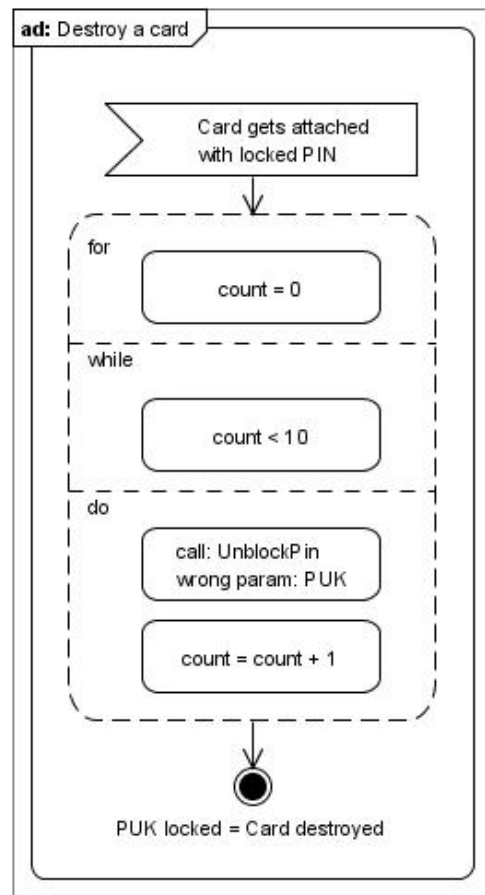 ad: Destroy a card
Card gets attached
with locked PIN
for
count = 0
while
count < 10
do
call: UnblockPin
wrong param: PUK
count = count + 1
PUK locked = Card destroyed